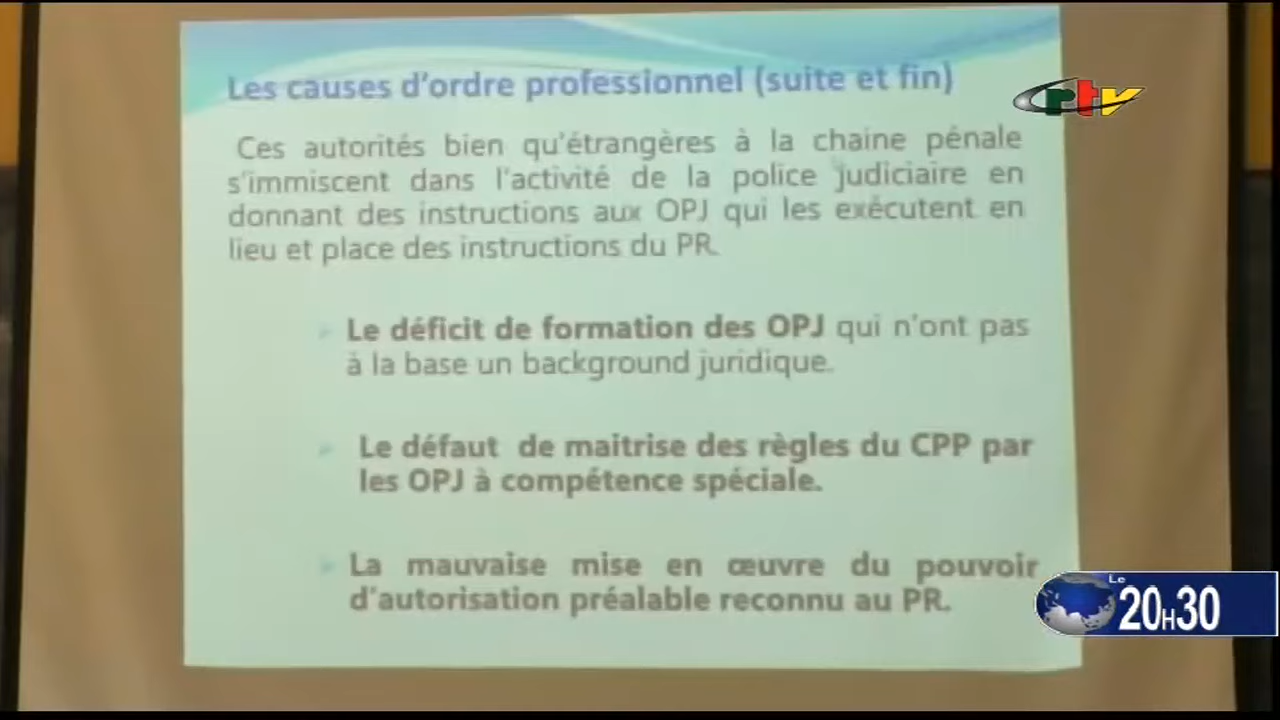 Les causes d'ordre professionnel (suite et fin)
crtv
Ces autorités bien qu'étrangères à la chaine pénale
s'immiscent dans l'activité de la police judiciaire en
donnant des instructions aux OPJ qui les exécutent en
lieu et place des instructions du PR.
Le déficit de formation des OPJ qui n'ont pas
à la base un background juridique.
Le défaut de maitrise des règles du CPP par
les OPJ à compétence spéciale.
La mauvaise mise en œuvre du pouvoir
d'autorisation préalable reconnu au PR.
Le
20H30